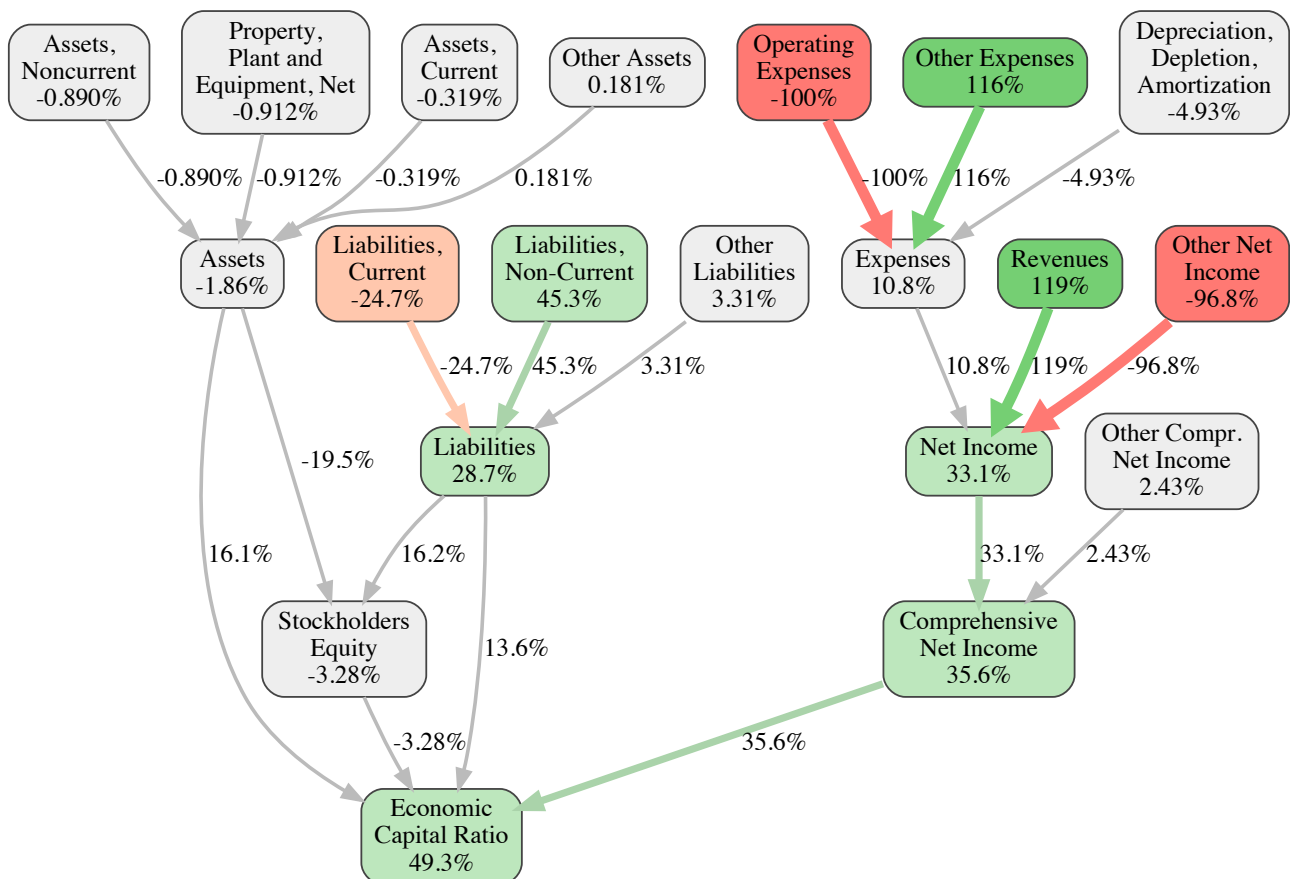 Assets,
Noncurrent
-0.890%
Property,
Plant and
Equipment, Net
-0.912%
Assets,
Current
-0.319%
Other Assets
0.181%
Operating
Expenses
-100%
Other Expenses
116%
Depreciation,
Depletion,
Amortization
-4.93%
-0.890%
-0.912%
-0.319%
0.181%
-100%
116%
-4.93%
Assets
-1.86%
Liabilities,
Current
-24.7%
Liabilities,
Non-Current
45.3%
Other
Liabilities
3.31%
Expenses
10.8%
Revenues
119%
Other Net
Income
-96.8%
-24.7%
45.3%
3.31%
10.8%
119%
-96.8%
-19.5%
Liabilities
28.7%
Net Income
33.1%
Other Compr.
Net Income
2.43%
16.1%
16.2%
33.1%
2.43%
Stockholders
Equity
-3.28%
13.6%
Comprehensive
Net Income
35.6%
-3.28%
35.6%
Economic
Capital Ratio
49.3%